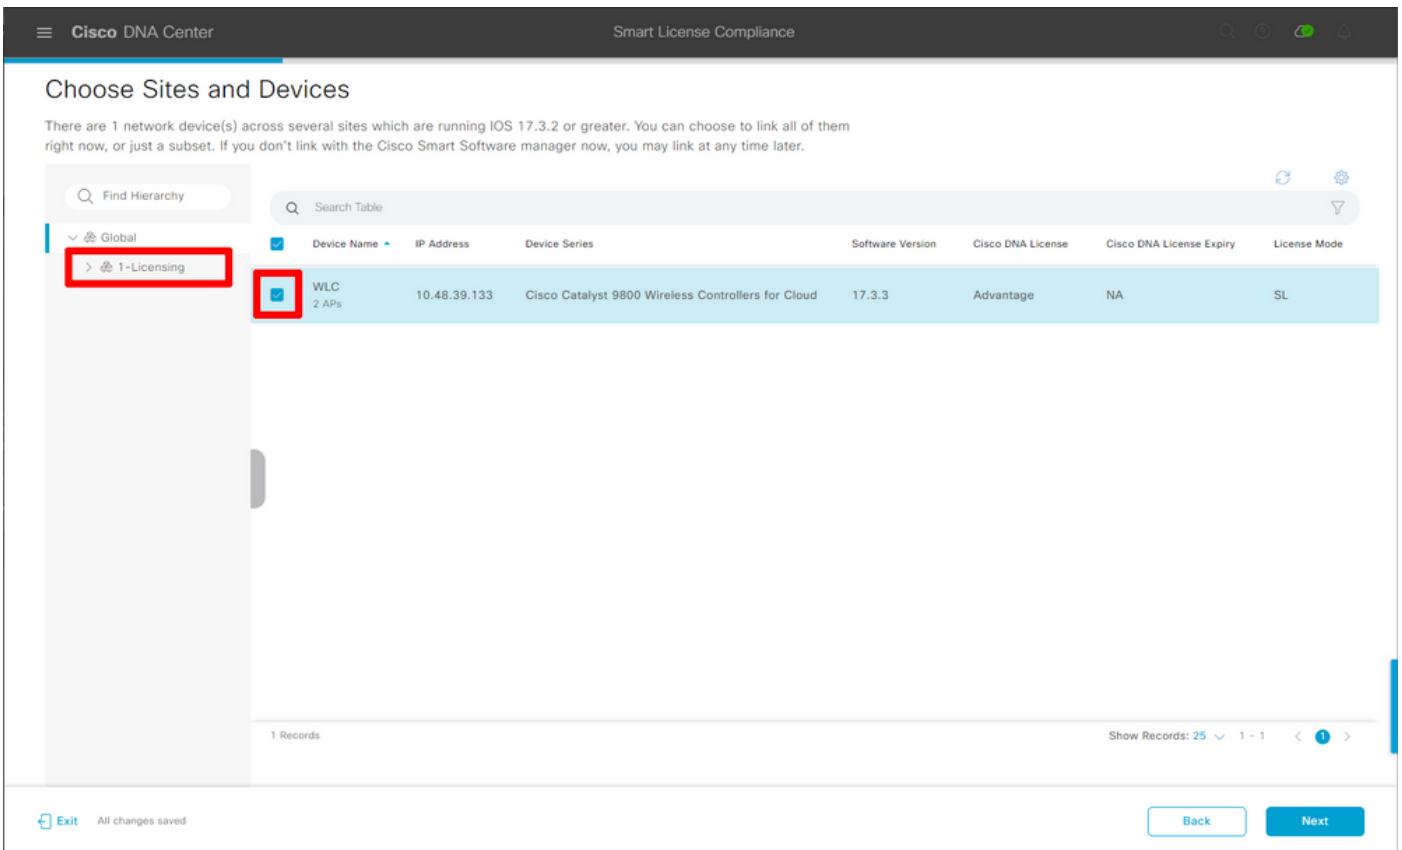 Cisco DNA Center
Smart License Compliance
Choose Sites and Devices
There are 1 network device(s) across several sites which are running IOS 17.3.2 or greater. You can choose to link all of them
right now, or just a subset. If you don't link with the Cisco Smart Software manager now, you may link at any time later.
Find Hierarchy
Global
1-Licensing
Search Table
Device Name IP Address Device Series Software Version Cisco DNA License Cisco DNA License Expiry License Mode
WLC
2 APs
10.48.39.133 Cisco Catalyst 9800 Wireless Controllers for Cloud 17.3.3 Advantage NA SL
1 Records
Show Records: 25 1 - 1 1
Exit All changes saved
Back Next